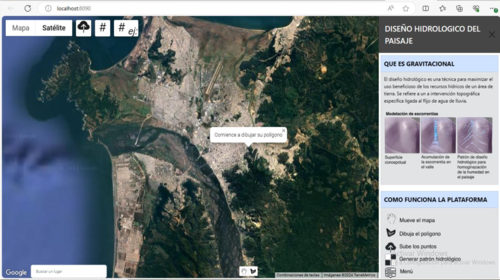 localhost:8090
Mapa
Satélite
#
# ej:
Comience a dibujar su polígono
Google
Buscar un lugar
Combinaciones de teclas
Imágenes ©2023 TerraMetrics
DISEÑO HIDROLOGICO DEL
PAISAJE
QUE ES GRAVITACIONAL
El diseño hidrológico es una técnica para maximizar el
uso beneficioso de los recursos hídricos de un área de
tierra. Se refiere a un a intervención topográfica
específica ligada al flujo de agua de lluvia.
Modelación de escorrentías
Superficie
conceptual
Acumulación de
la escorrentía en
el valle
Patrón de diseño
hidrológico para
homogeneización
de la humedad en
el paisaje
COMO FUNCIONA LA PLATAFORMA
Mueve el mapa
Dibuja el polígono
Sube los puntos
Generar patrón hidrológico
Menú